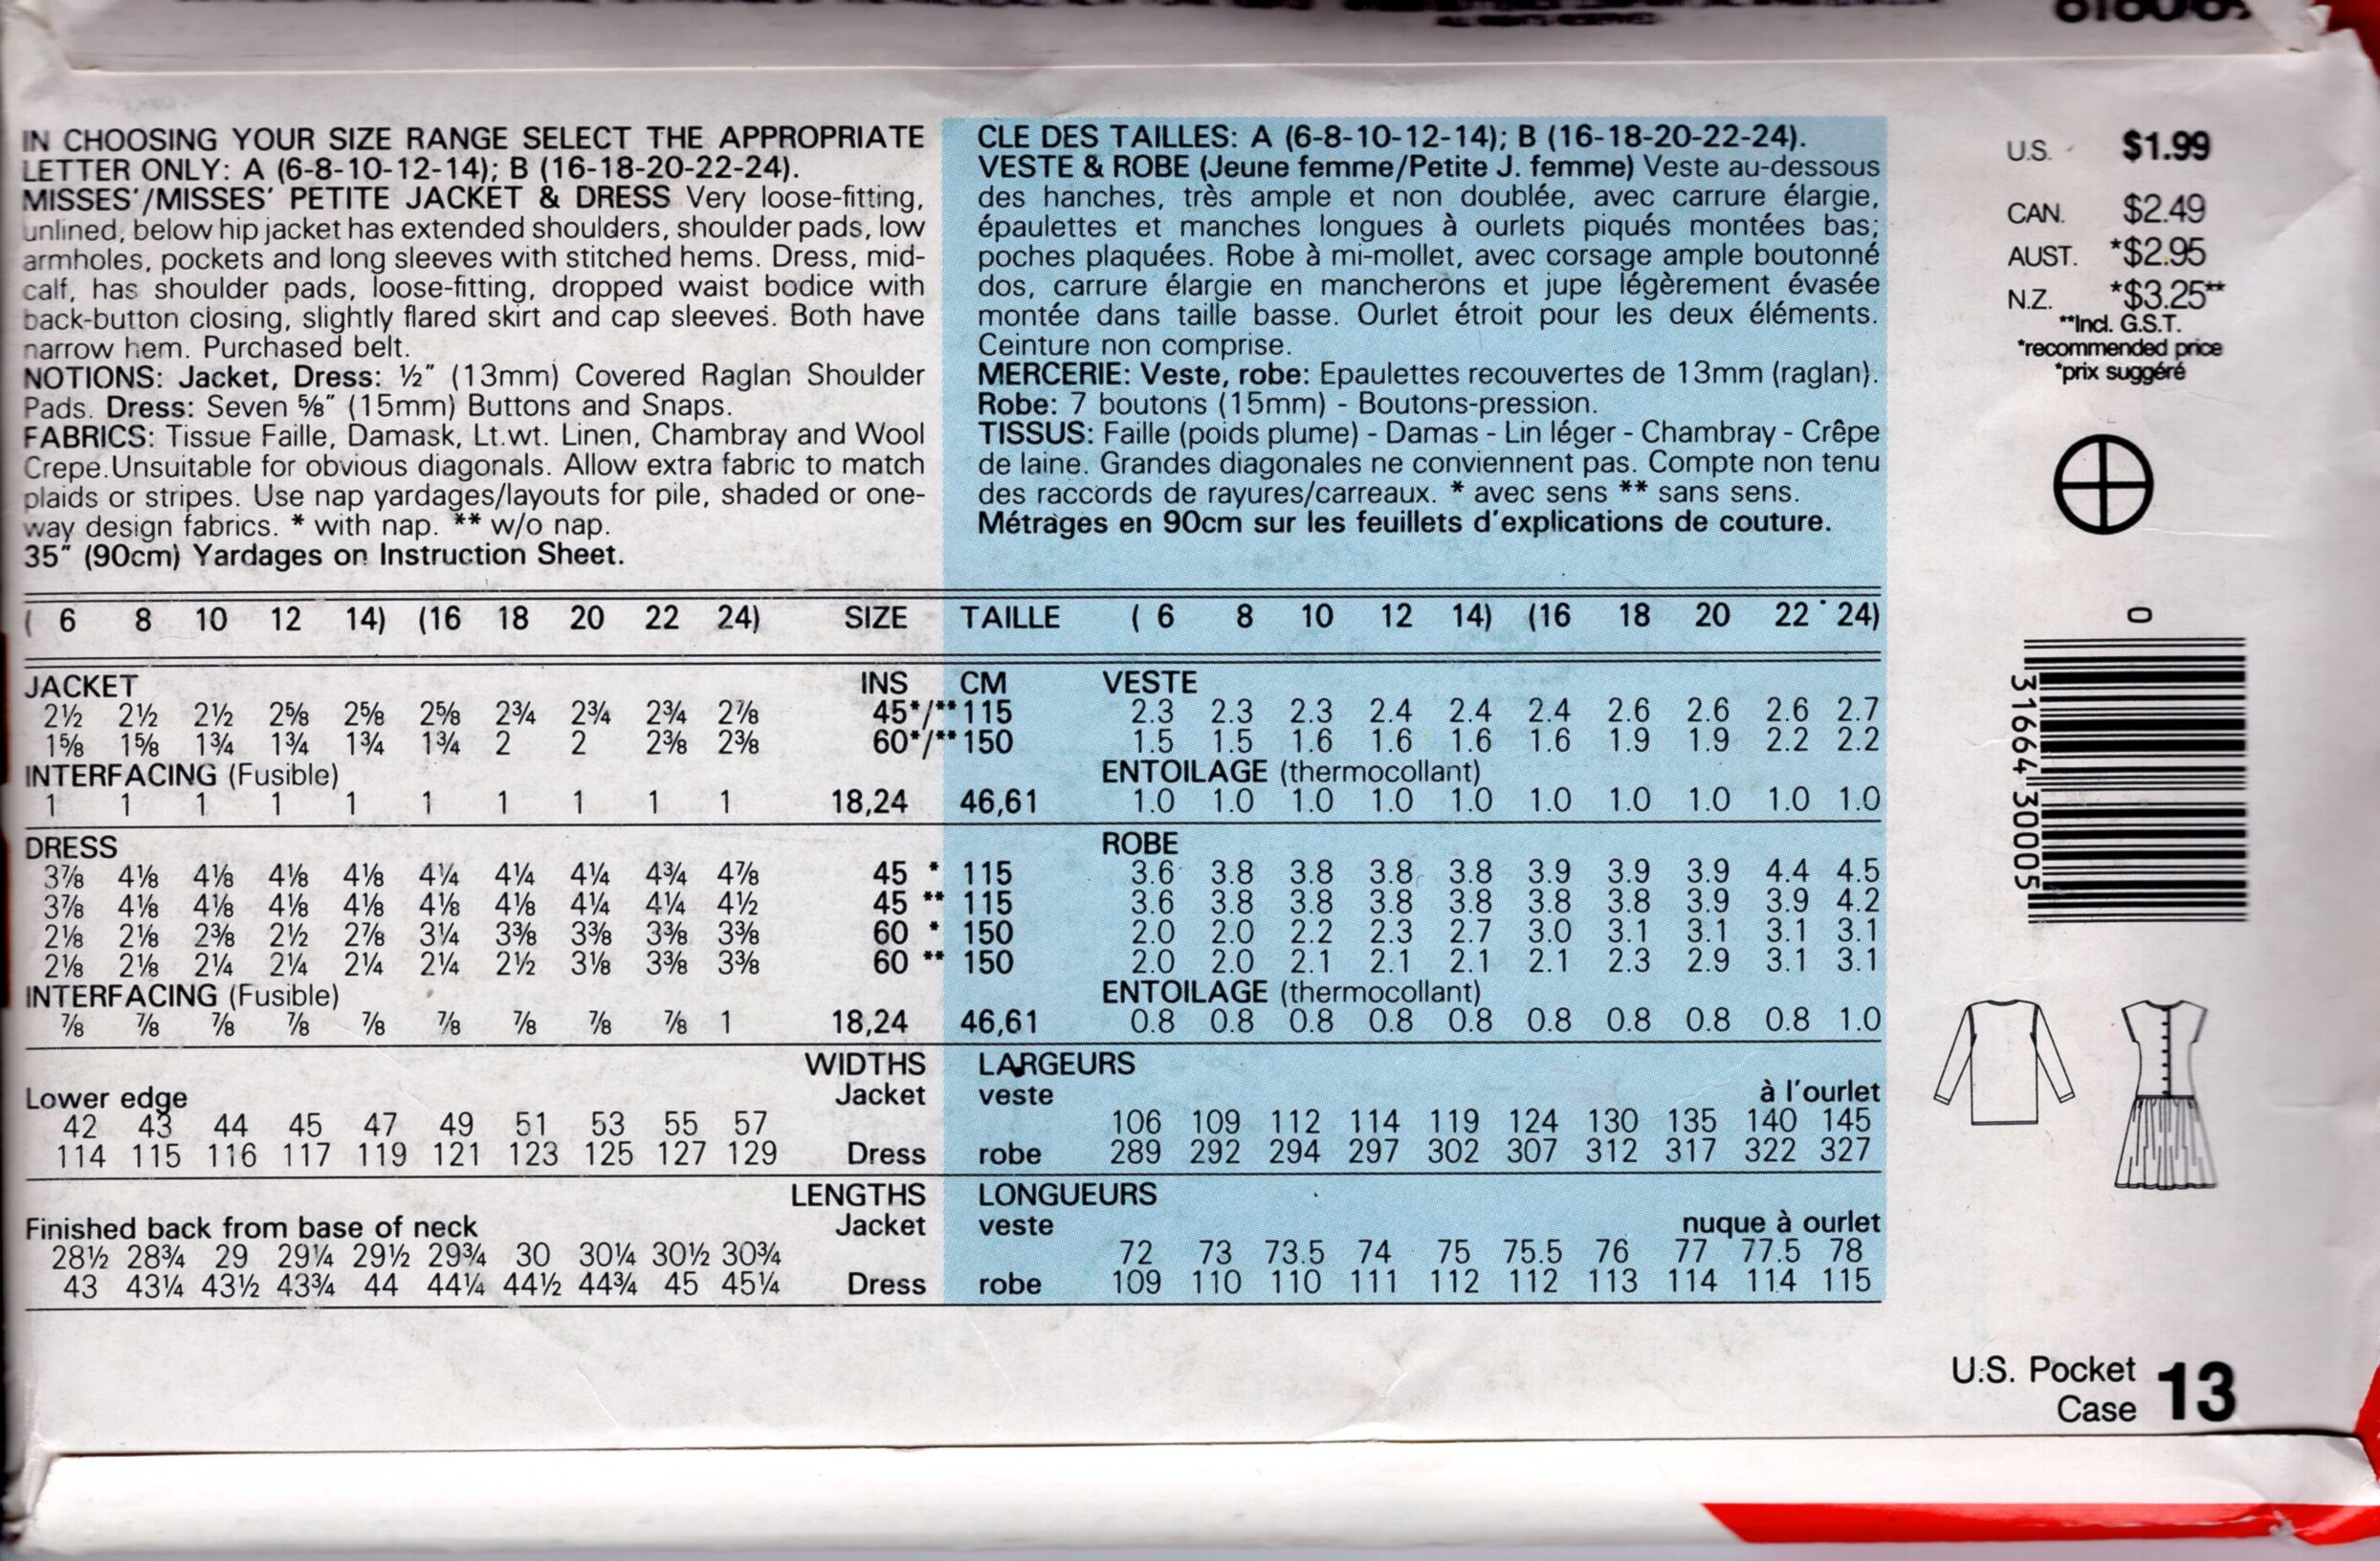 IN CHOOSING YOUR SIZE RANGE SELECT THE APPROPRIATE
LETTER ONLY: A (6-8-10-12-14); B (16-18-20-22-24).
MISSES'/MISSES' PETITE JACKET & DRESS Very loose-fitting,
unlined, below hip jacket has extended shoulders, shoulder pads, low
armholes, pockets and long sleeves with stitched hems. Dress, mid-
calf, has shoulder pads, loose-fitting, dropped waist bodice with
back-button closing, slightly flared skirt and cap sleeves. Both have
narrow hem. Purchased belt.
NOTIONS: Jacket, Dress: ½" (13mm) Covered Raglan Shoulder
Pads. Dress: Seven ⅝" (15mm) Buttons and Snaps.
FABRICS: Tissue Faille, Damask, Lt.wt. Linen, Chambray and Wool
Crepe.Unsuitable for obvious diagonals. Allow extra fabric to match
plaids or stripes. Use nap yardages/layouts for pile, shaded or one-
way design fabrics. * with nap. ** w/o nap.
35" (90cm) Yardages on Instruction Sheet.
CLE DES TAILLES: A (6-8-10-12-14); B (16-18-20-22-24).
VESTE & ROBE (Jeune femme/Petite J. femme) Veste au-dessous
des hanches, très ample et non doublée, avec carrure élargie,
épaulettes et manches longues à ourlets piqués montées bas;
poches plaquées. Robe à mi-mollet, avec corsage ample boutonné
dos, carrure élargie en mancherons et jupe légèrement évasée
montée dans taille basse. Ourlet étroit pour les deux éléments.
Ceinture non comprise.
MERCERIE: Veste, robe: Epaulettes recouvertes de 13mm (raglan).
Robe: 7 boutons (15mm) - Boutons-pression.
TISSUS: Faille (poids plume) - Damas - Lin léger - Chambray - Crêpe
de laine. Grandes diagonales ne conviennent pas. Compte non tenu
des raccords de rayures/carreaux. * avec sens ** sans sens.
Métrages en 90cm sur les feuillets d'explications de couture.
U.S. $1.99
CAN. $2.49
AUST. *$2.95
N.Z. *$3.25**
**Incl. G.S.T.
*recommended price
*prix suggéré
( 6 8 10 12 14) (16 18 20 22 24) SIZE TAILLE ( 6 8 10 12 14) (16 18 20 22 24)
JACKET INS CM VESTE
2½ 2½ 2½ 2⅝ 2⅝ 2⅝ 2¾ 2¾ 2¾ 2⅞ 45*/**115 2.3 2.3 2.3 2.4 2.4 2.4 2.6 2.6 2.6 2.7
1⅝ 1⅝ 1¾ 1¾ 1¾ 1¾ 2 2 2⅜ 2⅜ 60*/**150 1.5 1.5 1.6 1.6 1.6 1.6 1.9 1.9 2.2 2.2
INTERFACING (Fusible) ENTOILAGE (thermocollant)
1 1 1 1 1 1 1 1 1 1 18,24 46,61 1.0 1.0 1.0 1.0 1.0 1.0 1.0 1.0 1.0 1.0
DRESS ROBE
3⅞ 4⅛ 4⅛ 4⅛ 4⅛ 4¼ 4¼ 4¼ 4¾ 4⅞ 45 * 115 3.6 3.8 3.8 3.8 3.8 3.9 3.9 3.9 4.4 4.5
3⅞ 4⅛ 4⅛ 4⅛ 4⅛ 4⅛ 4⅛ 4¼ 4¼ 4½ 45 ** 115 3.6 3.8 3.8 3.8 3.8 3.8 3.8 3.9 3.9 4.2
2⅛ 2⅛ 2⅜ 2½ 2⅞ 3¼ 3⅜ 3⅜ 3⅜ 3⅜ 60 * 150 2.0 2.0 2.2 2.3 2.7 3.0 3.1 3.1 3.1 3.1
2⅛ 2⅛ 2¼ 2¼ 2¼ 2¼ 2½ 3⅛ 3⅜ 3⅜ 60 ** 150 2.0 2.0 2.1 2.1 2.1 2.1 2.3 2.9 3.1 3.1
INTERFACING (Fusible) ENTOILAGE (thermocollant)
⅞ ⅞ ⅞ ⅞ ⅞ ⅞ ⅞ ⅞ ⅞ 1 18,24 46,61 0.8 0.8 0.8 0.8 0.8 0.8 0.8 0.8 0.8 1.0
WIDTHS LARGEURS
Lower edge Jacket veste à l'ourlet
42 43 44 45 47 49 51 53 55 57 106 109 112 114 119 124 130 135 140 145
114 115 116 117 119 121 123 125 127 129 Dress robe 289 292 294 297 302 307 312 317 322 327
LENGTHS LONGUEURS
Finished back from base of neck Jacket veste nuque à ourlet
28½ 28¾ 29 29¼ 29½ 29¾ 30 30¼ 30½ 30¾ 72 73 73.5 74 75 75.5 76 77 77.5 78
43 43¼ 43½ 43¾ 44 44¼ 44½ 44¾ 45 45¼ Dress robe 109 110 110 111 112 112 113 114 114 115
0
31664 30005
U.S. Pocket
Case 13